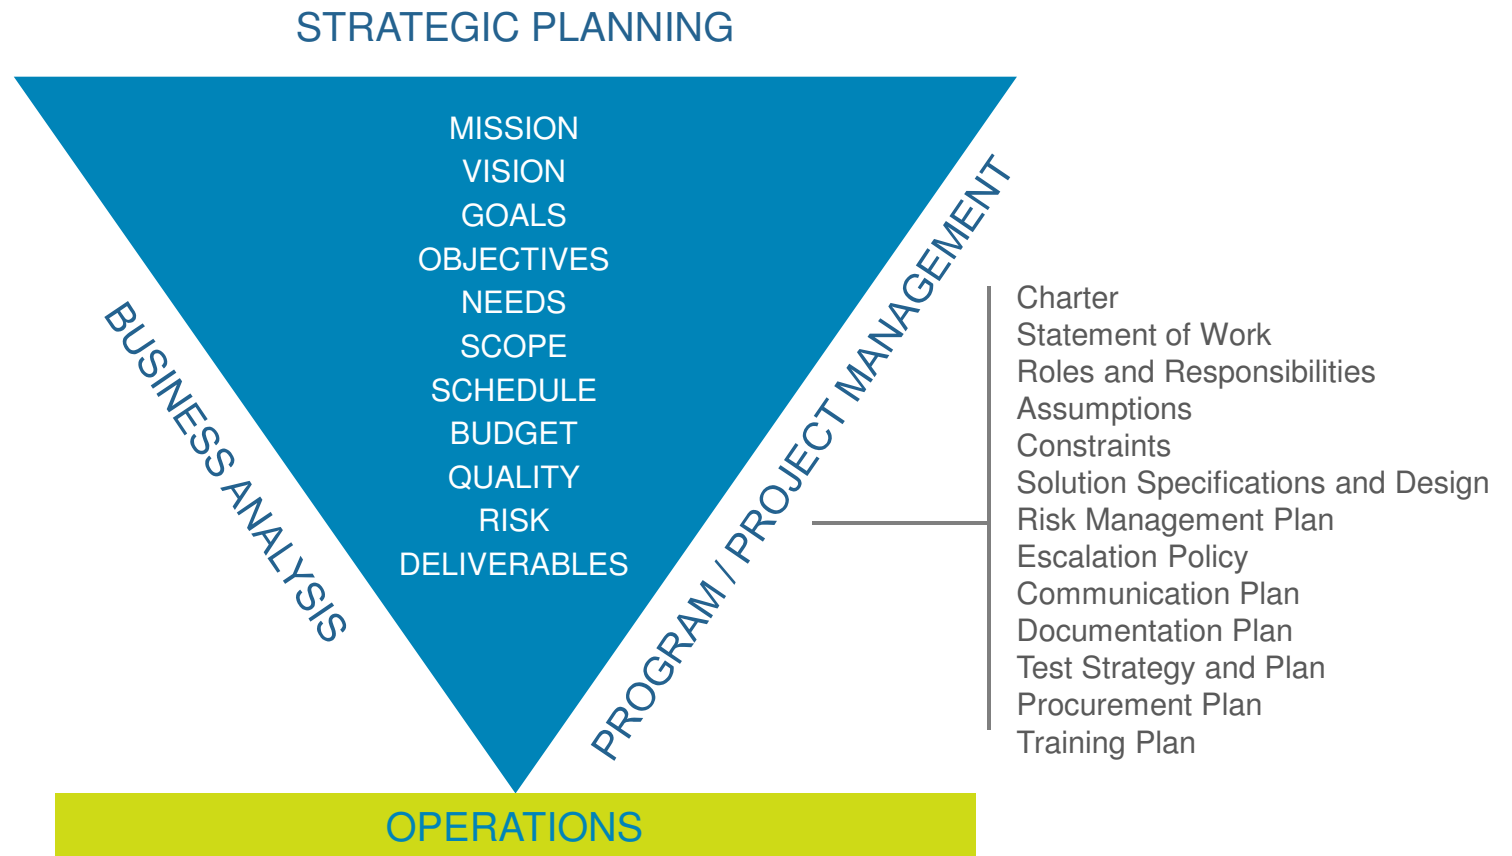 STRATEGIC PLANNING
MISSION
VISION
GOALS
OBJECTIVES
NEEDS
SCOPE
SCHEDULE
BUDGET
QUALITY
RISK
DELIVERABLES
BUSINESS ANALYSIS
PROGRAM / PROJECT MANAGEMENT
Charter
Statement of Work
Roles and Responsibilities
Assumptions
Constraints
Solution Specifications and Design
Risk Management Plan
Escalation Policy
Communication Plan
Documentation Plan
Test Strategy and Plan
Procurement Plan
Training Plan
OPERATIONS